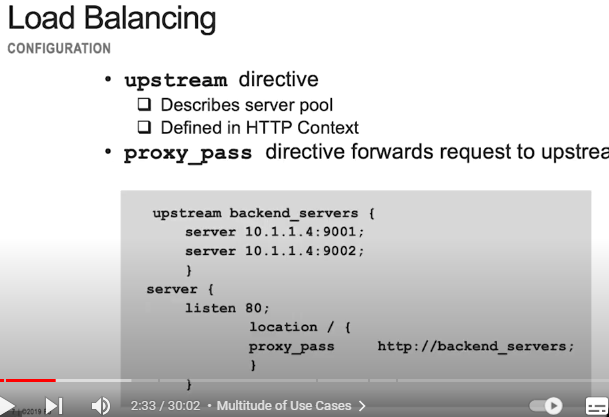 Load Balancing
CONFIGURATION
• upstream directive
❑ Describes server pool
❑ Defined in HTTP Context
• proxy_pass directive forwards request to upstrea
upstream backend_servers {
server 10.1.1.4:9001;
server 10.1.1.4:9002;
}
server {
listen 80;
location / {
proxy_pass http://backend_servers;
}
}
2:33 / 30:02 • Multitude of Use Cases >